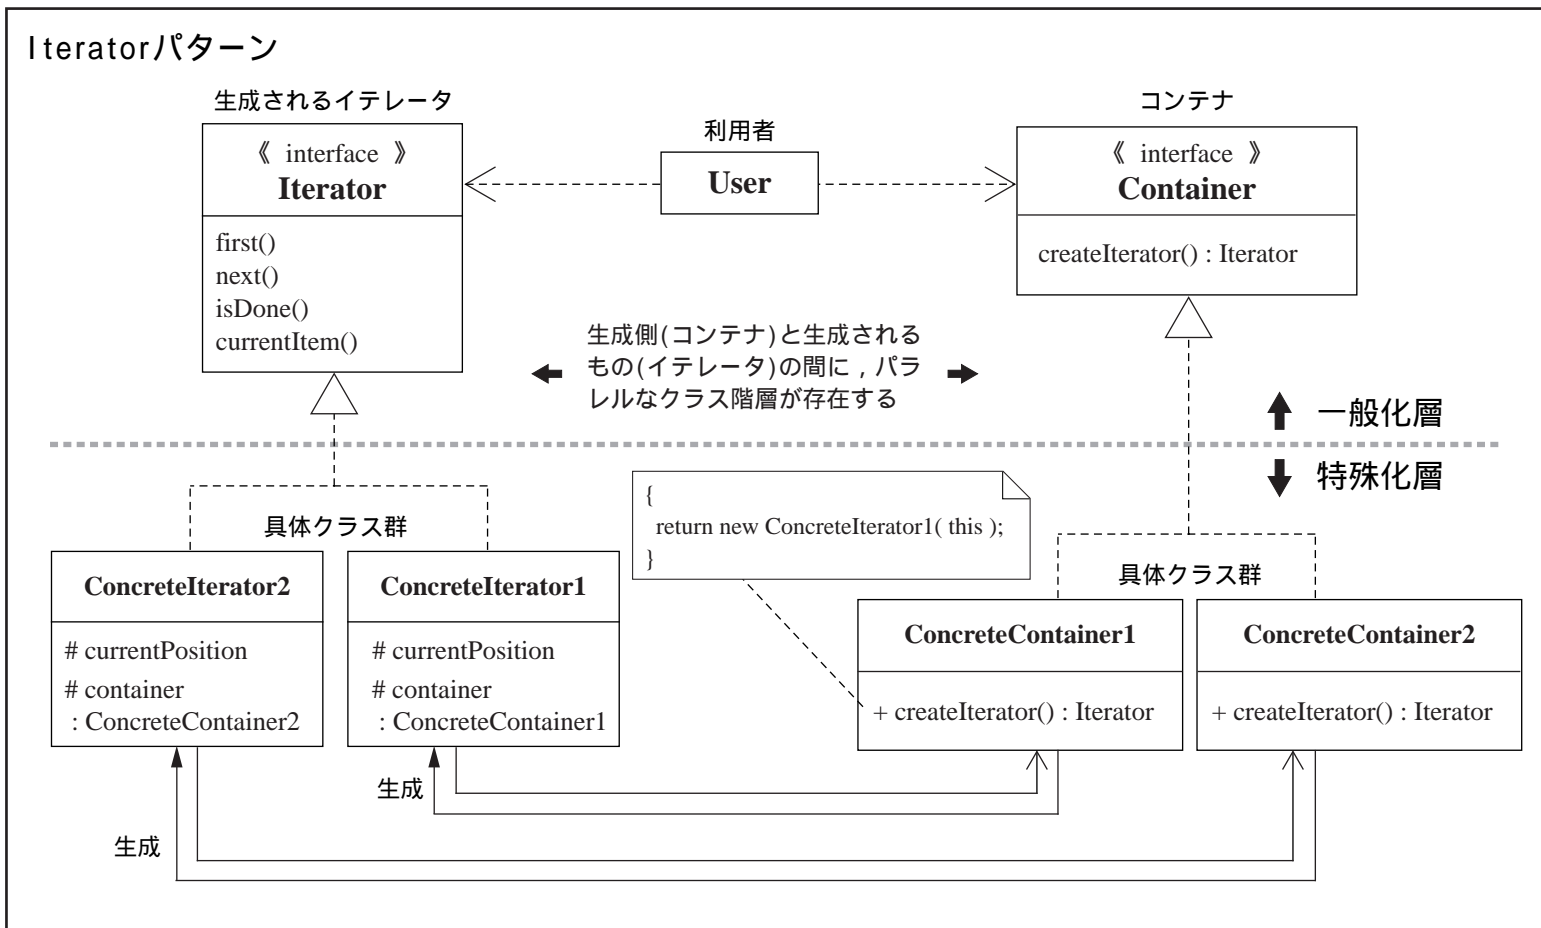 Iteratorパターン
生成されるイテレータ
《 interface 》
Iterator
first()
next()
isDone()
currentItem()
利用者
User
コンテナ
《 interface 》
Container
createIterator() : Iterator
生成側(コンテナ)と生成される
もの(イテレータ)の間に，パラ
レルなクラス階層が存在する
一般化層
特殊化層
具体クラス群
ConcreteIterator2
# currentPosition
# container
: ConcreteContainer2
ConcreteIterator1
# currentPosition
# container
: ConcreteContainer1
{
return new ConcreteIterator1( this );
}
具体クラス群
ConcreteContainer1
+ createIterator() : Iterator
ConcreteContainer2
+ createIterator() : Iterator
生成
生成